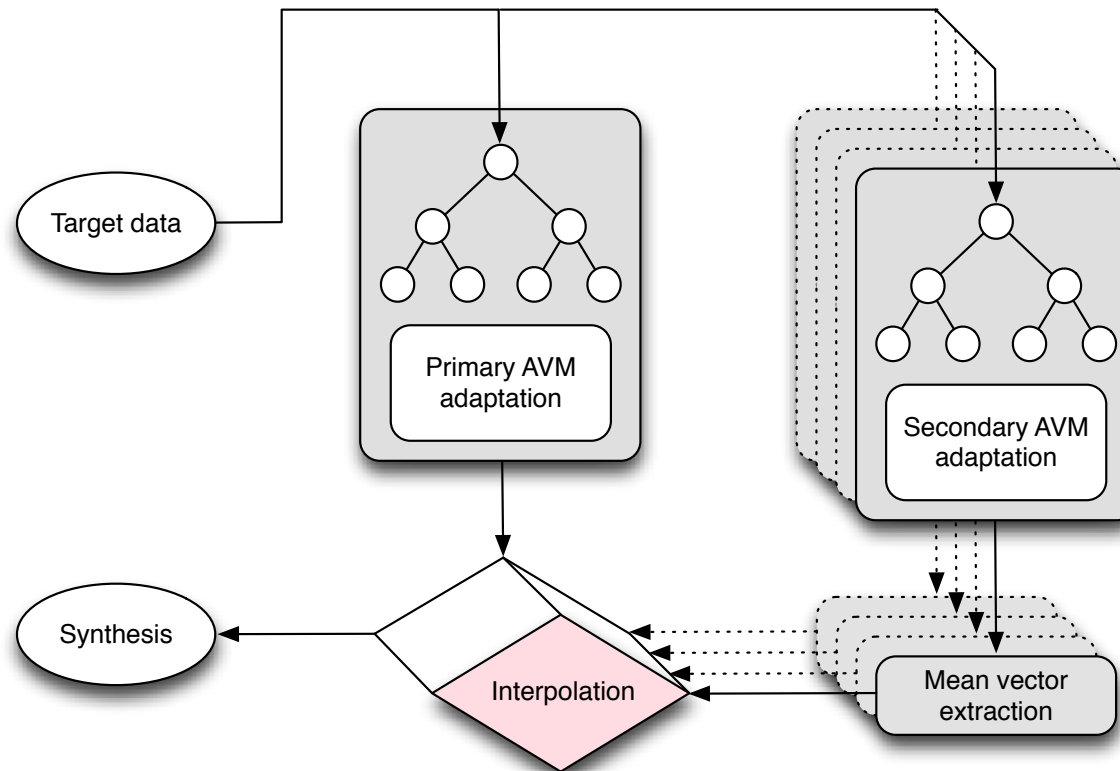 Target data
Primary AVM
adaptation
Secondary AVM
adaptation
Synthesis
Interpolation
Mean vector
extraction